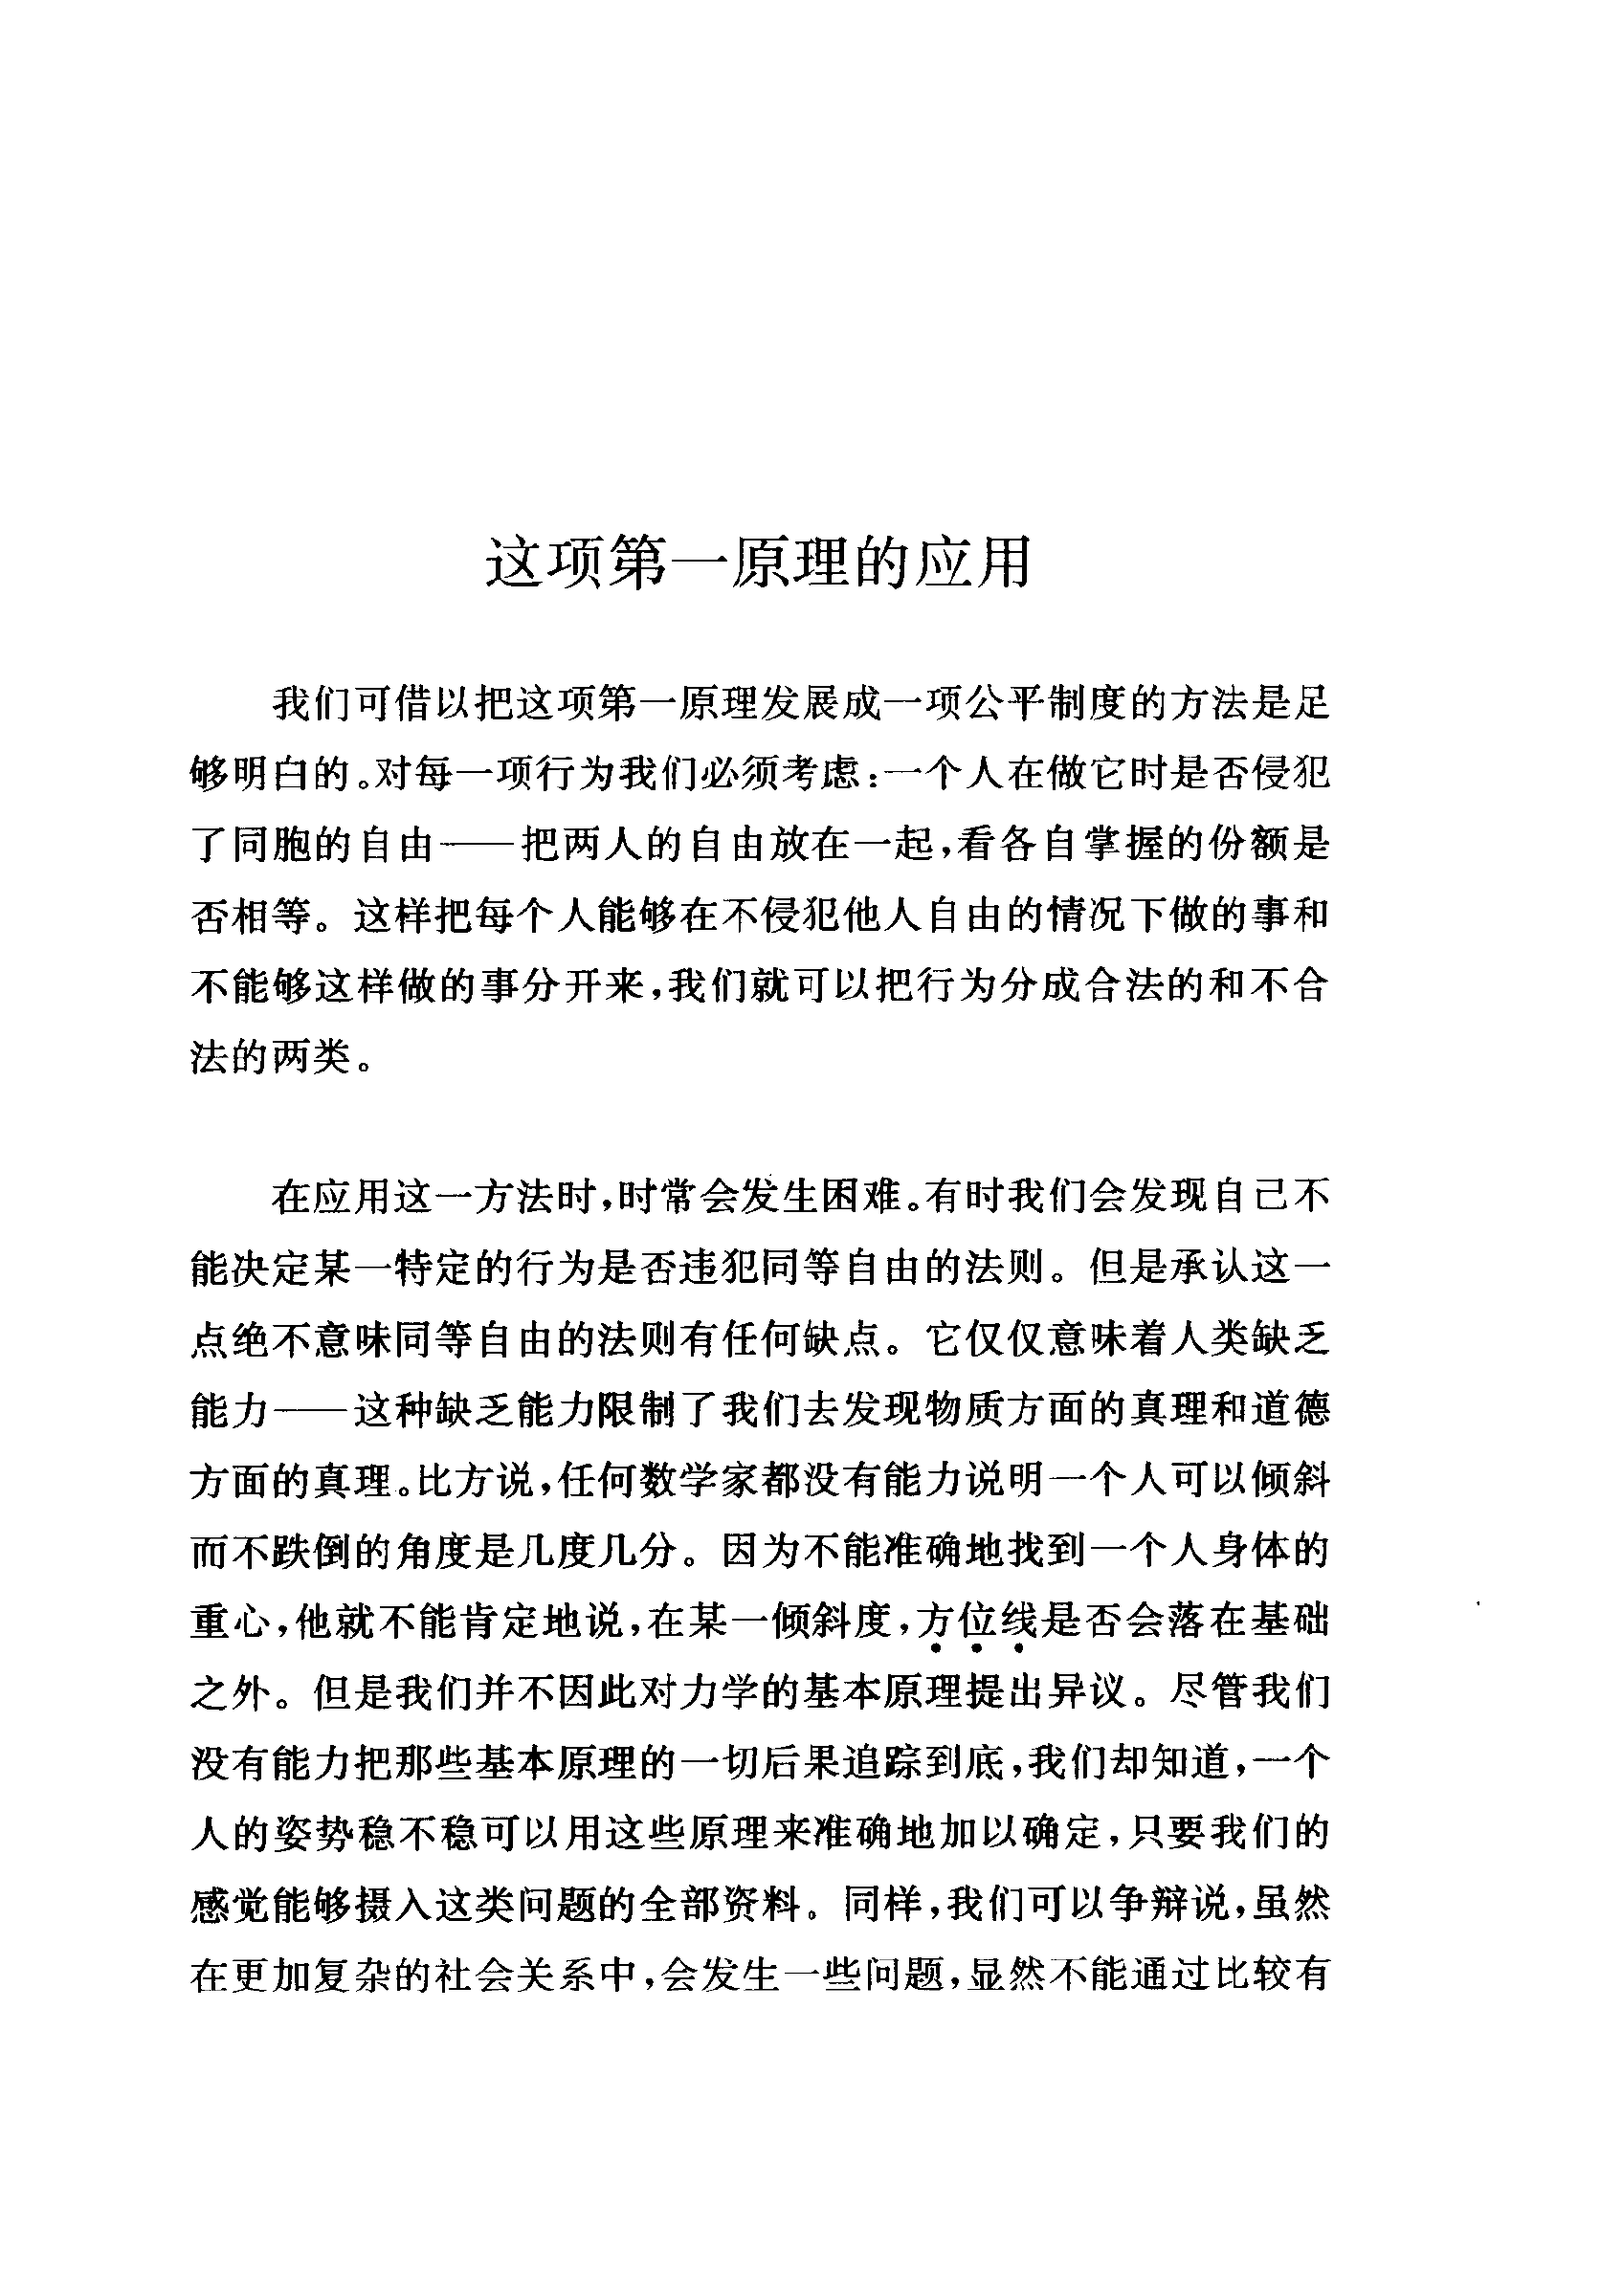 这项第一原理的应用
我们可借以把这项第一原理发展成一项公平制度的方法是足
够明白的。对每一项行为我们必须考虑：一个人在做它时是否侵犯
了同胞的自由——把两人的自由放在一起，看各自掌握的份额是
否相等。这样把每个人能够在不侵犯他人自由的情况下做的事和
不能够这样做的事分开来，我们就可以把行为分成合法的和不合
法的两类。
在应用这一方法时，时常会发生困难。有时我们会发现自己不
能决定某一特定的行为是否违犯同等自由的法则。但是承认这一
点绝不意味同等自由的法则有任何缺点。它仅仅意味着人类缺乏
能力——这种缺乏能力限制了我们去发现物质方面的真理和道德
方面的真理。比方说，任何数学家都没有能力说明一个人可以倾斜
而不跌倒的角度是几度几分。因为不能准确地找到一个人身体的
重心，他就不能肯定地说，在某一倾斜度，方位线是否会落在基础
之外。但是我们并不因此对力学的基本原理提出异议。尽管我们
没有能力把那些基本原理的一切后果追踪到底，我们却知道，一个
人的姿势稳不稳可以用这些原理来准确地加以确定，只要我们的
感觉能够摄入这类问题的全部资料。同样，我们可以争辩说，虽然
在更加复杂的社会关系中，会发生一些问题，显然不能通过比较有